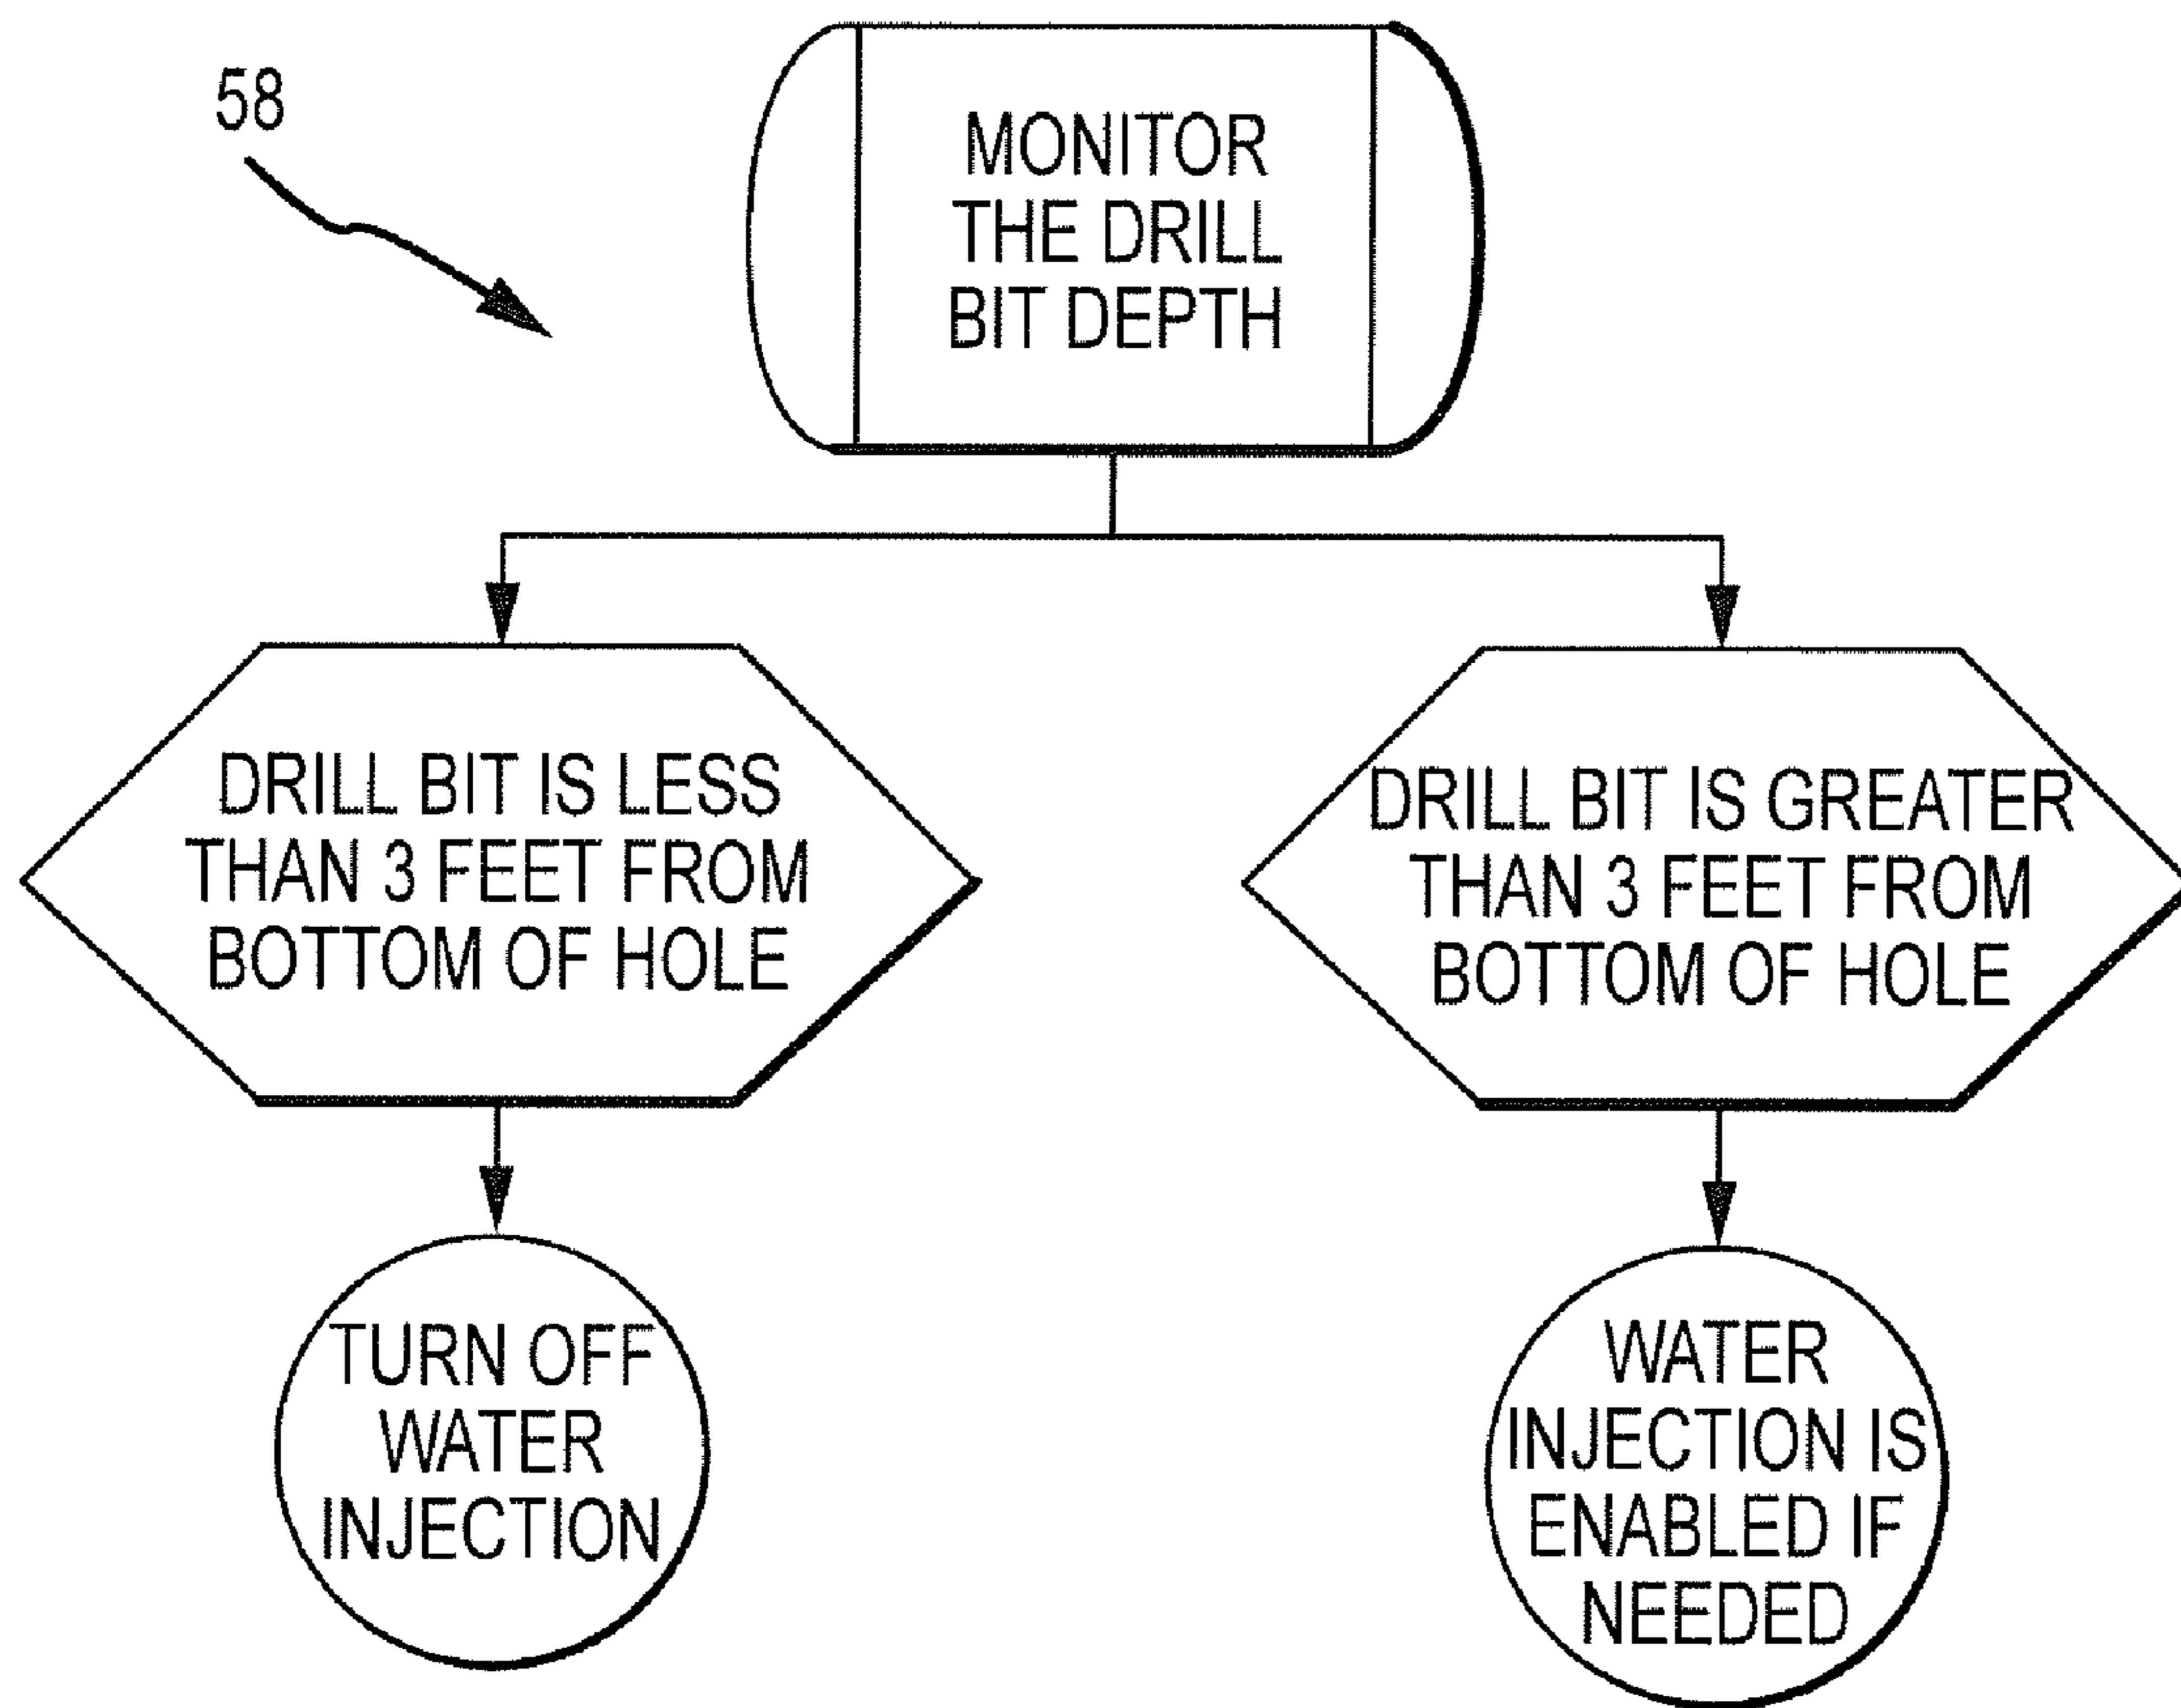 58
MONITOR
THE DRILL
BIT DEPTH
DRILL BIT IS LESS
THAN 3 FEET FROM
BOTTOM OF HOLE
DRILL BIT IS GREATER
THAN 3 FEET FROM
BOTTOM OF HOLE
TURN OFF
WATER
INJECTION
WATER
INJECTION IS
ENABLED IF
NEEDED